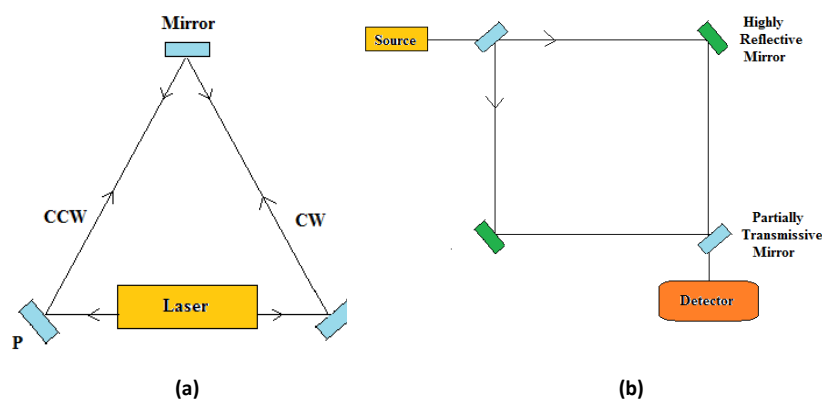 Mirror
CCW
CW
Laser
P
(a)
(b)
Source
Highly
Reflective
Mirror
Partially
Transmissive
Mirror
Detector